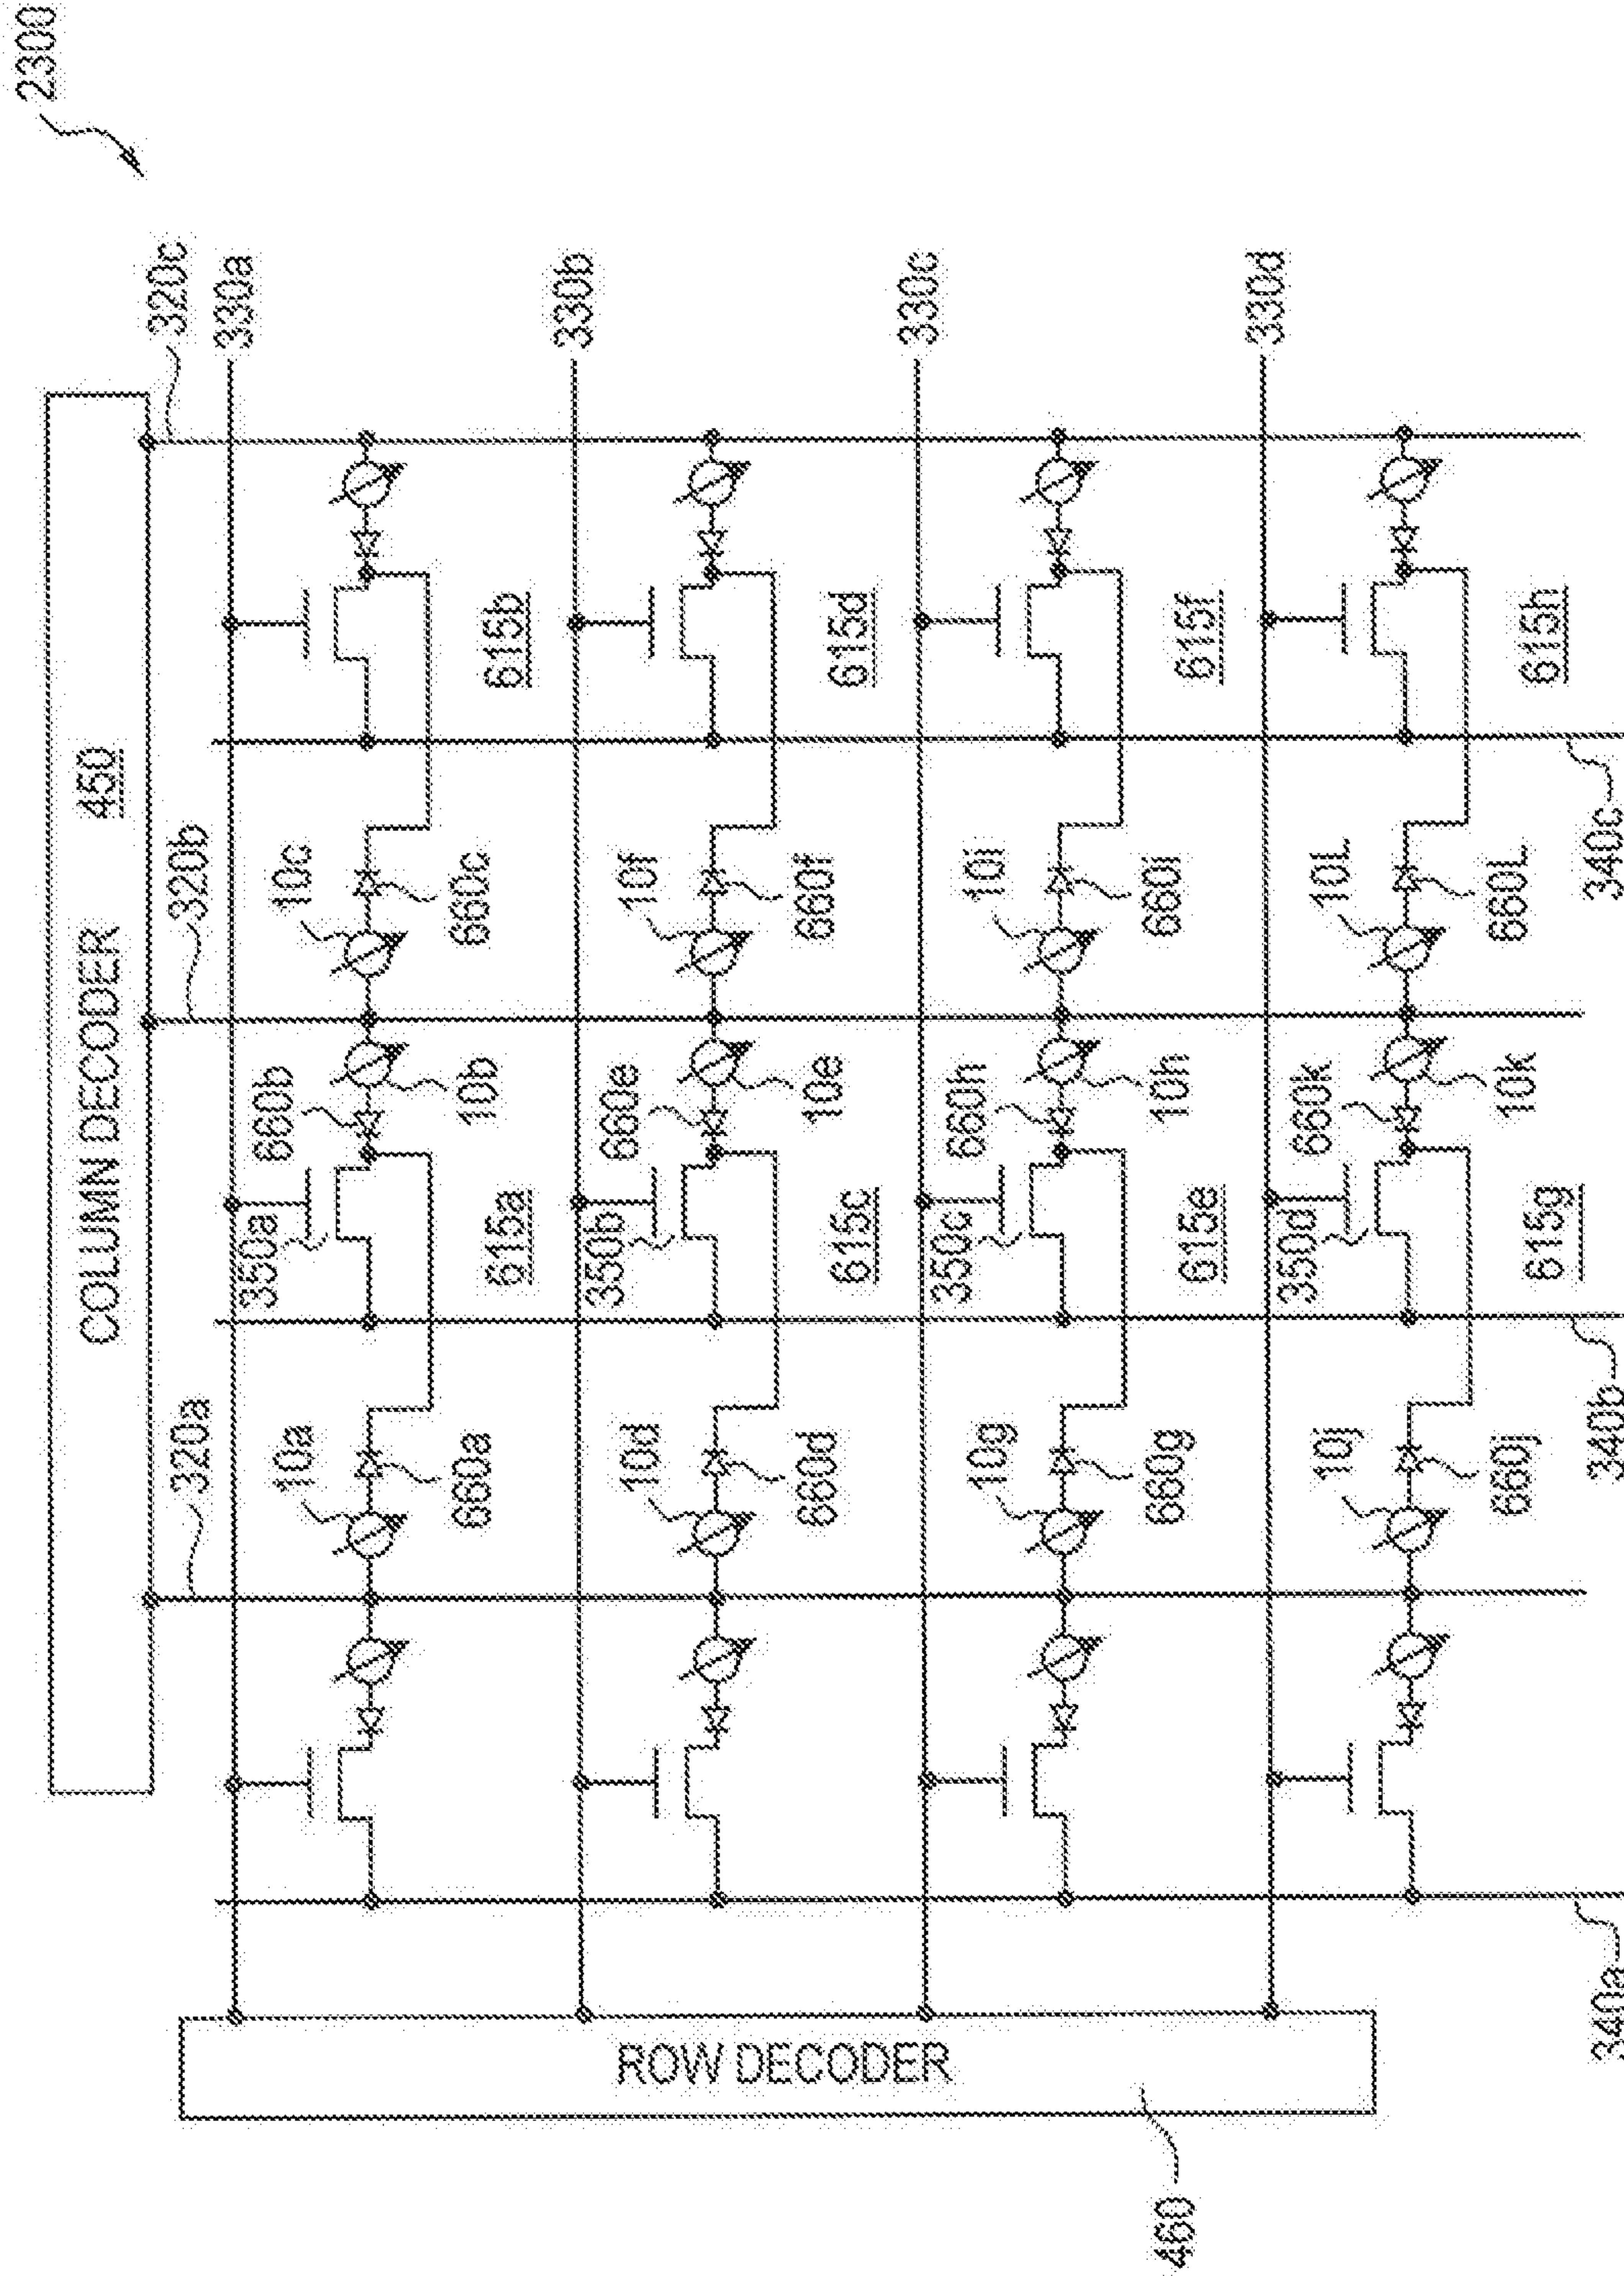 2300
COLUMN DECODER 450
320a
320b
320c
330a
10a
660b
10c
350a
660a
615a
10b
660c
615b
330b
10d
660e
10f
350b
660d
615c
10e
660f
615d
330c
10g
660h
10i
350c
660g
615e
10h
660i
615f
330d
10j
660k
10L
350d
660j
615g
10k
660L
615h
340a
340b
340c
ROW DECODER
460